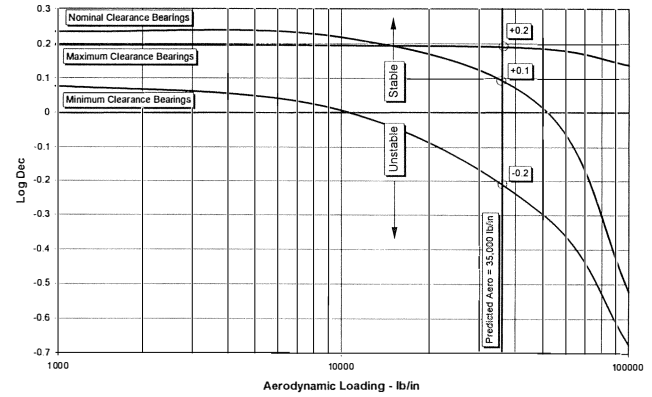 0.3
0.2
0.1
0
-0.1
-0.2
-0.3
-0.4
-0.5
-0.6
-0.7
Log Dec
Nominal Clearance Bearings
Maximum Clearance Bearings
Minimum Clearance Bearings
Stable
Unstable
+0.2
+0.1
-0.2
Predicted Aero = 35,000 lb/in
1000
10000
100000
Aerodynamic Loading - lb/in